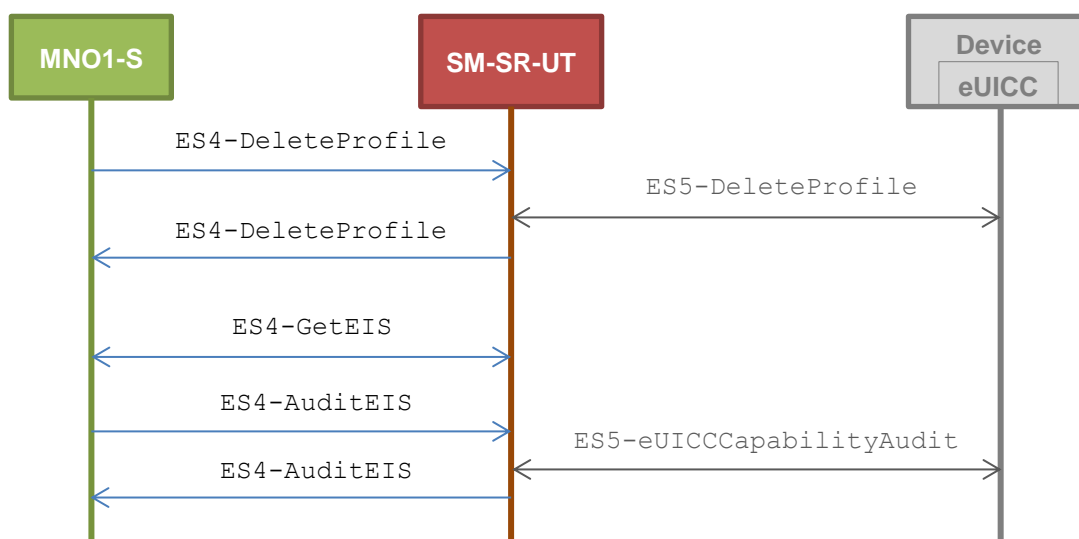 MNO1-S
SM-SR-UT
Device
eUICC
ES4-DeleteProfile
ES5-DeleteProfile
ES4-DeleteProfile
ES4-GetEIS
ES4-AuditEIS
ES5-eUICCCapabilityAudit
ES4-AuditEIS